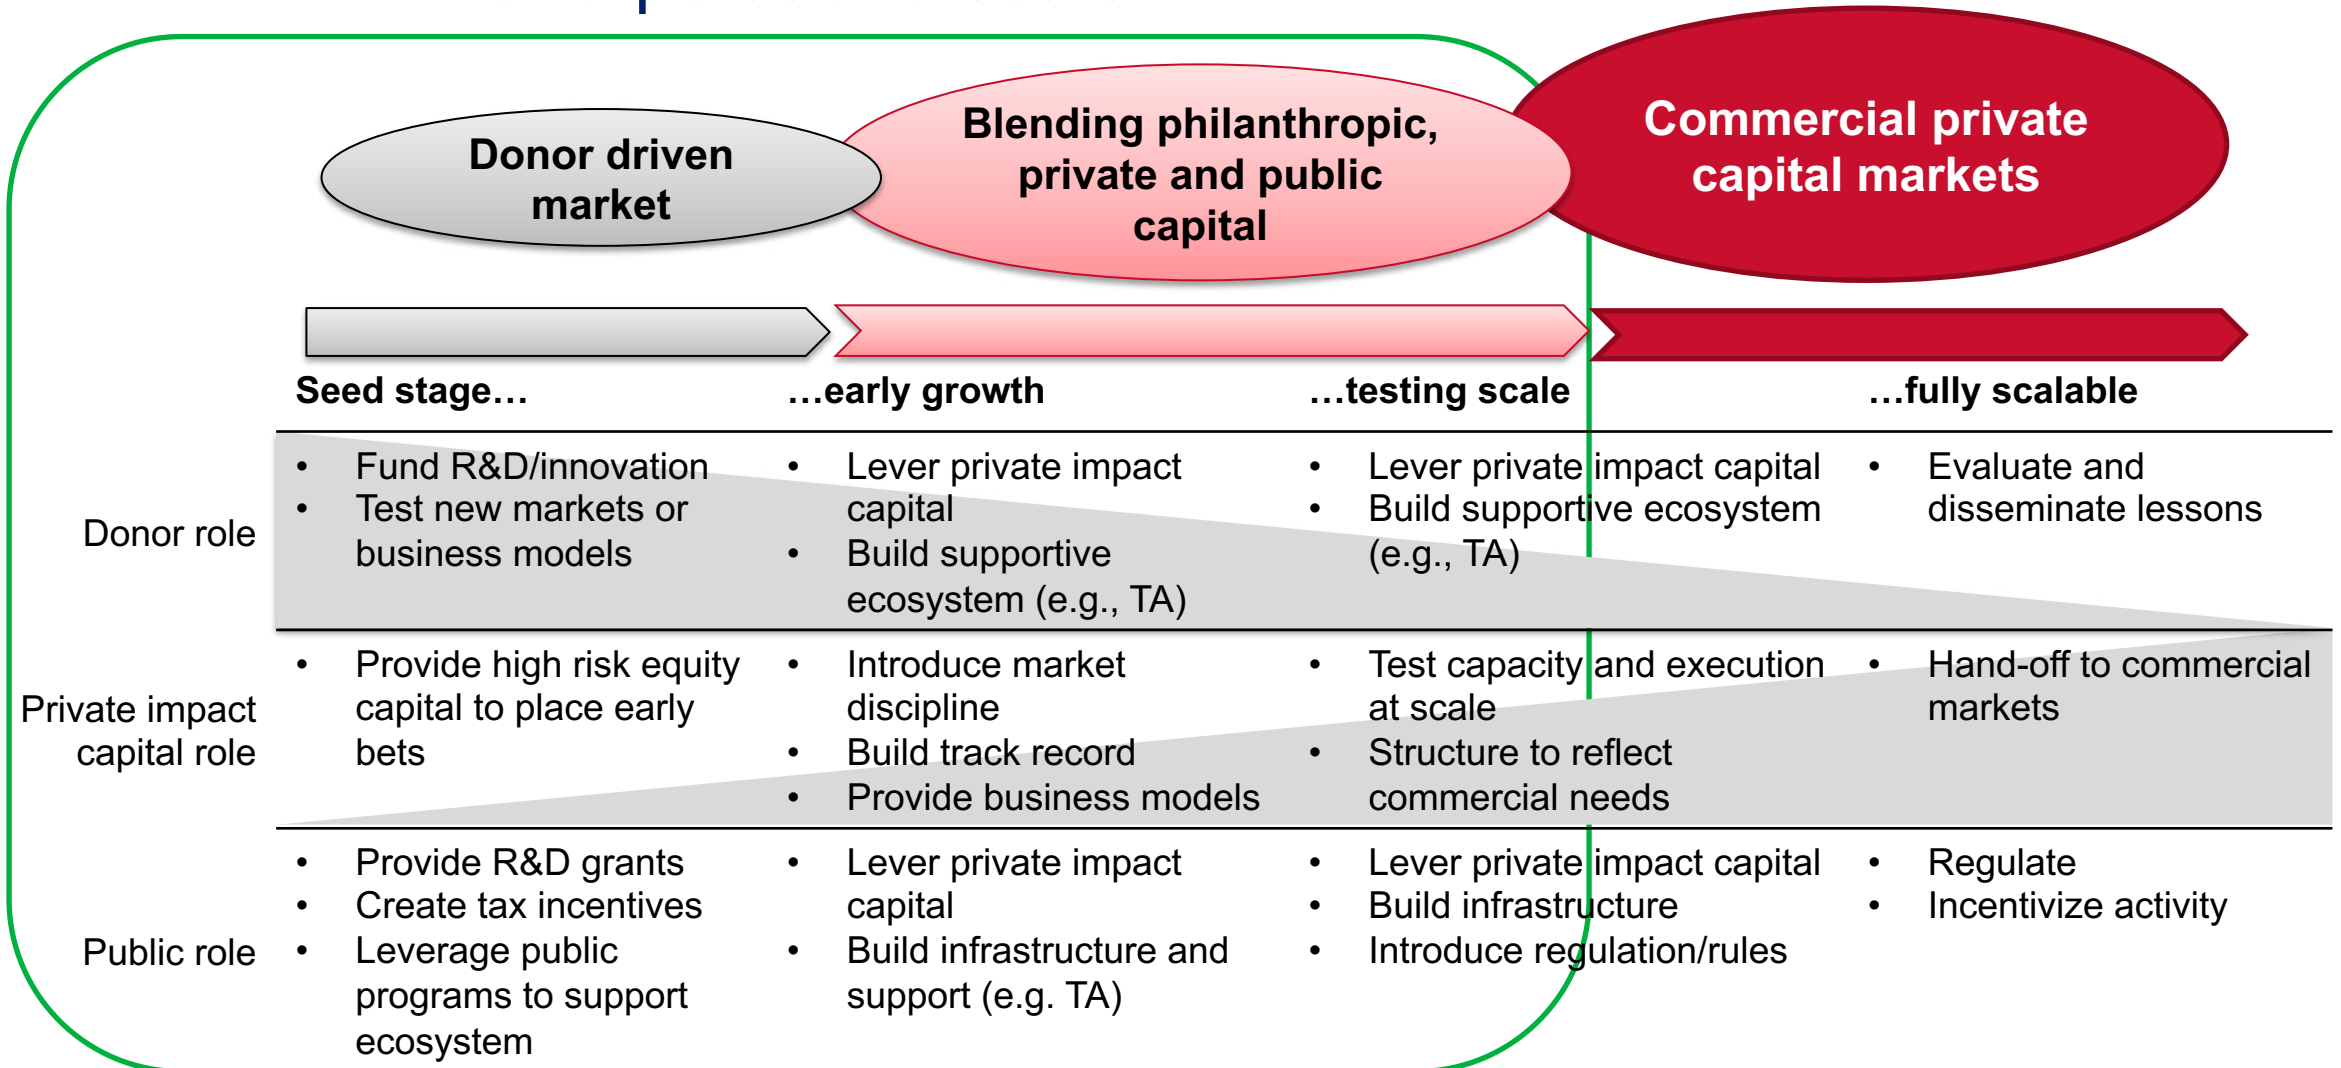 Donor driven
market
Blending philanthropic,
private and public
capital
Commercial private
capital markets
Seed stage…
…early growth
…testing scale
…fully scalable
Donor role
• Fund R&D/innovation
• Test new markets or
business models
• Lever private impact
capital
• Build supportive
ecosystem (e.g., TA)
• Lever private impact capital
• Build supportive ecosystem
(e.g., TA)
• Evaluate and
disseminate lessons
Private impact
capital role
• Provide high risk equity
capital to place early
bets
• Introduce market
discipline
• Build track record
• Provide business models
• Test capacity and execution
at scale
• Structure to reflect
commercial needs
• Hand-off to commercial
markets
Public role
• Provide R&D grants
• Create tax incentives
• Leverage public
programs to support
ecosystem
• Lever private impact
capital
• Build infrastructure and
support (e.g. TA)
• Lever private impact capital
• Build infrastructure
• Introduce regulation/rules
• Regulate
• Incentivize activity